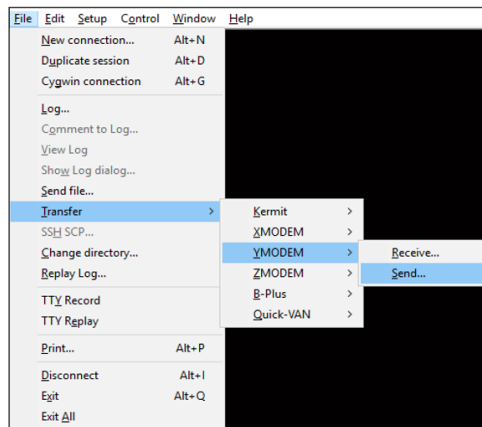 File Edit Setup Control Window Help
New connection... Alt+N
Duplicate session Alt+D
Cygwin connection Alt+G
Log...
Comment to Log...
View Log
Show Log dialog...
Send file...
Transfer >
SSH SCP...
Change directory...
Replay Log...
TTY Record
TTY Replay
Print... Alt+P
Disconnect Alt+I
Exit Alt+Q
Exit All
Kermit >
XMODEM >
YMODEM >
ZMODEM >
B-Plus >
Quick-VAN >
Receive...
Send...